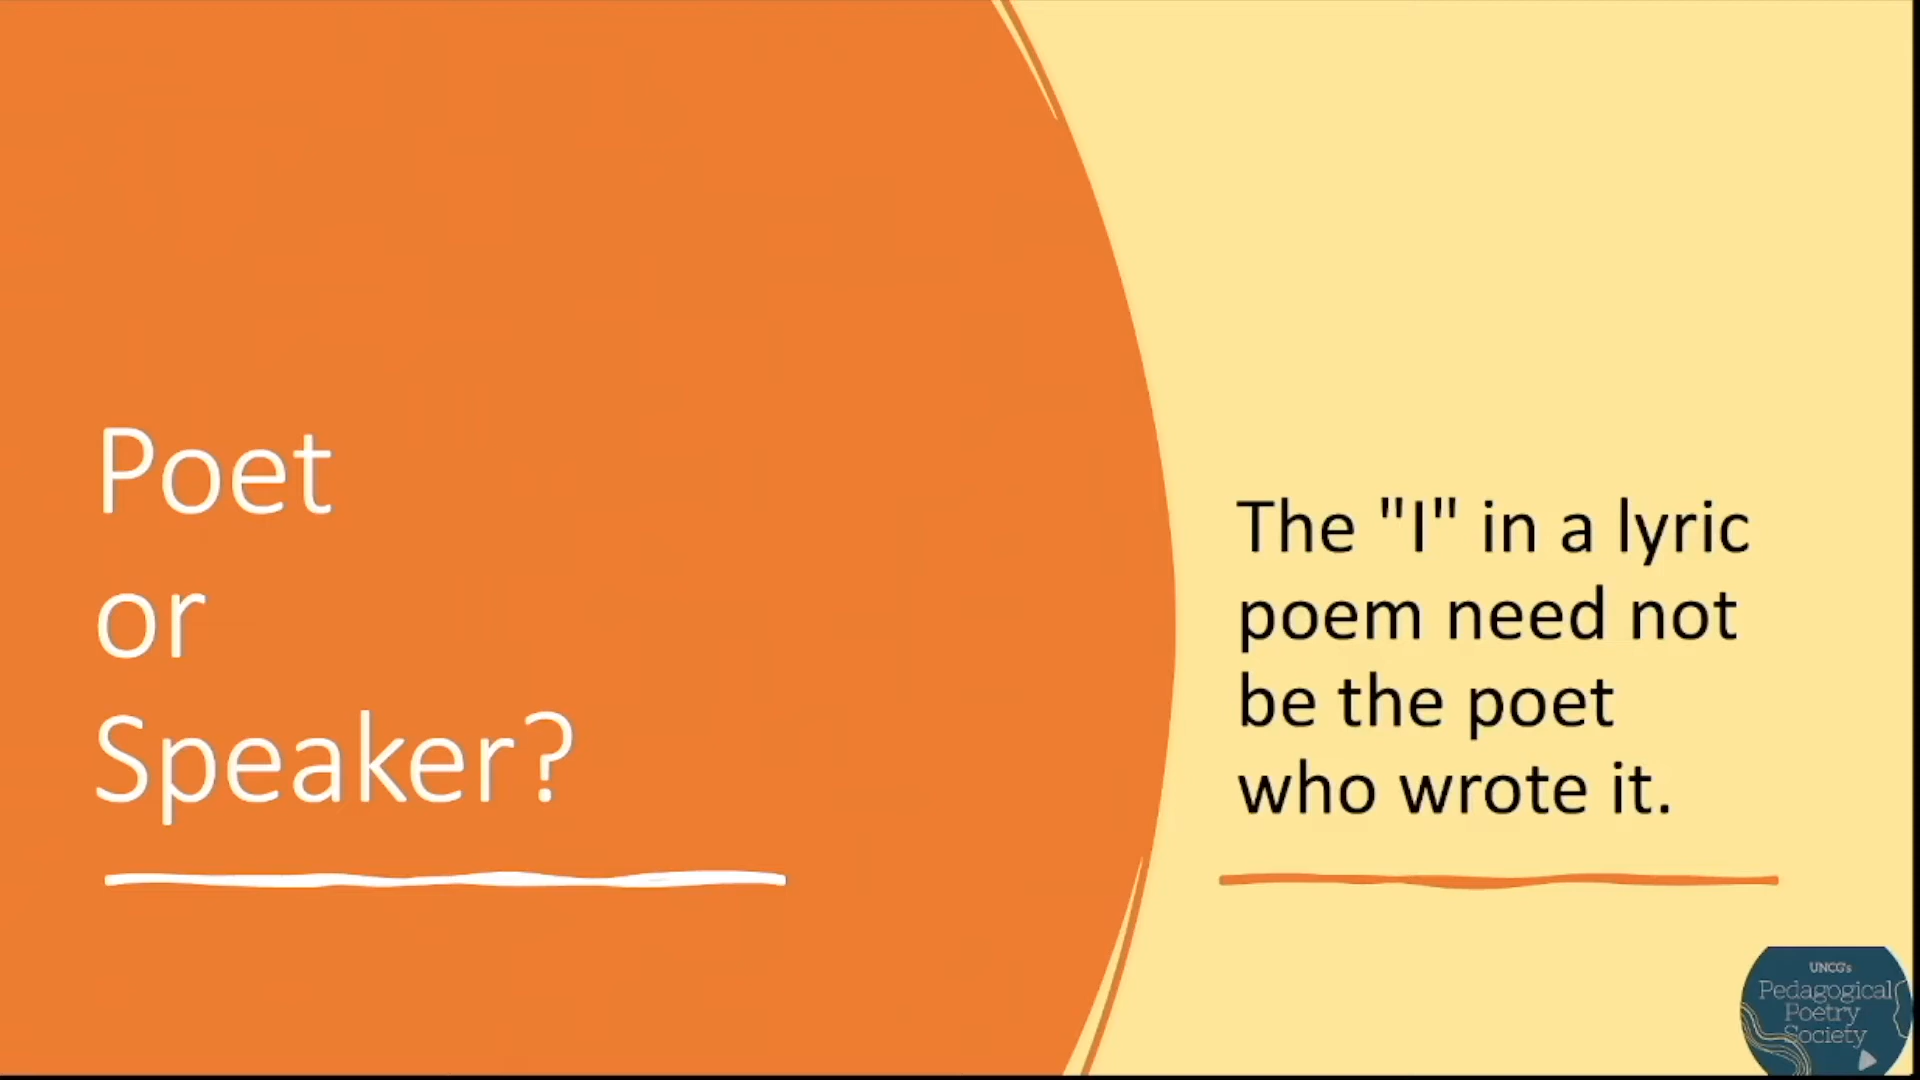 Poet
or
Speaker?
The "I" in a lyric
poem need not
be the poet
who wrote it.
UNCG's
Pedagogical
Poetry
Society